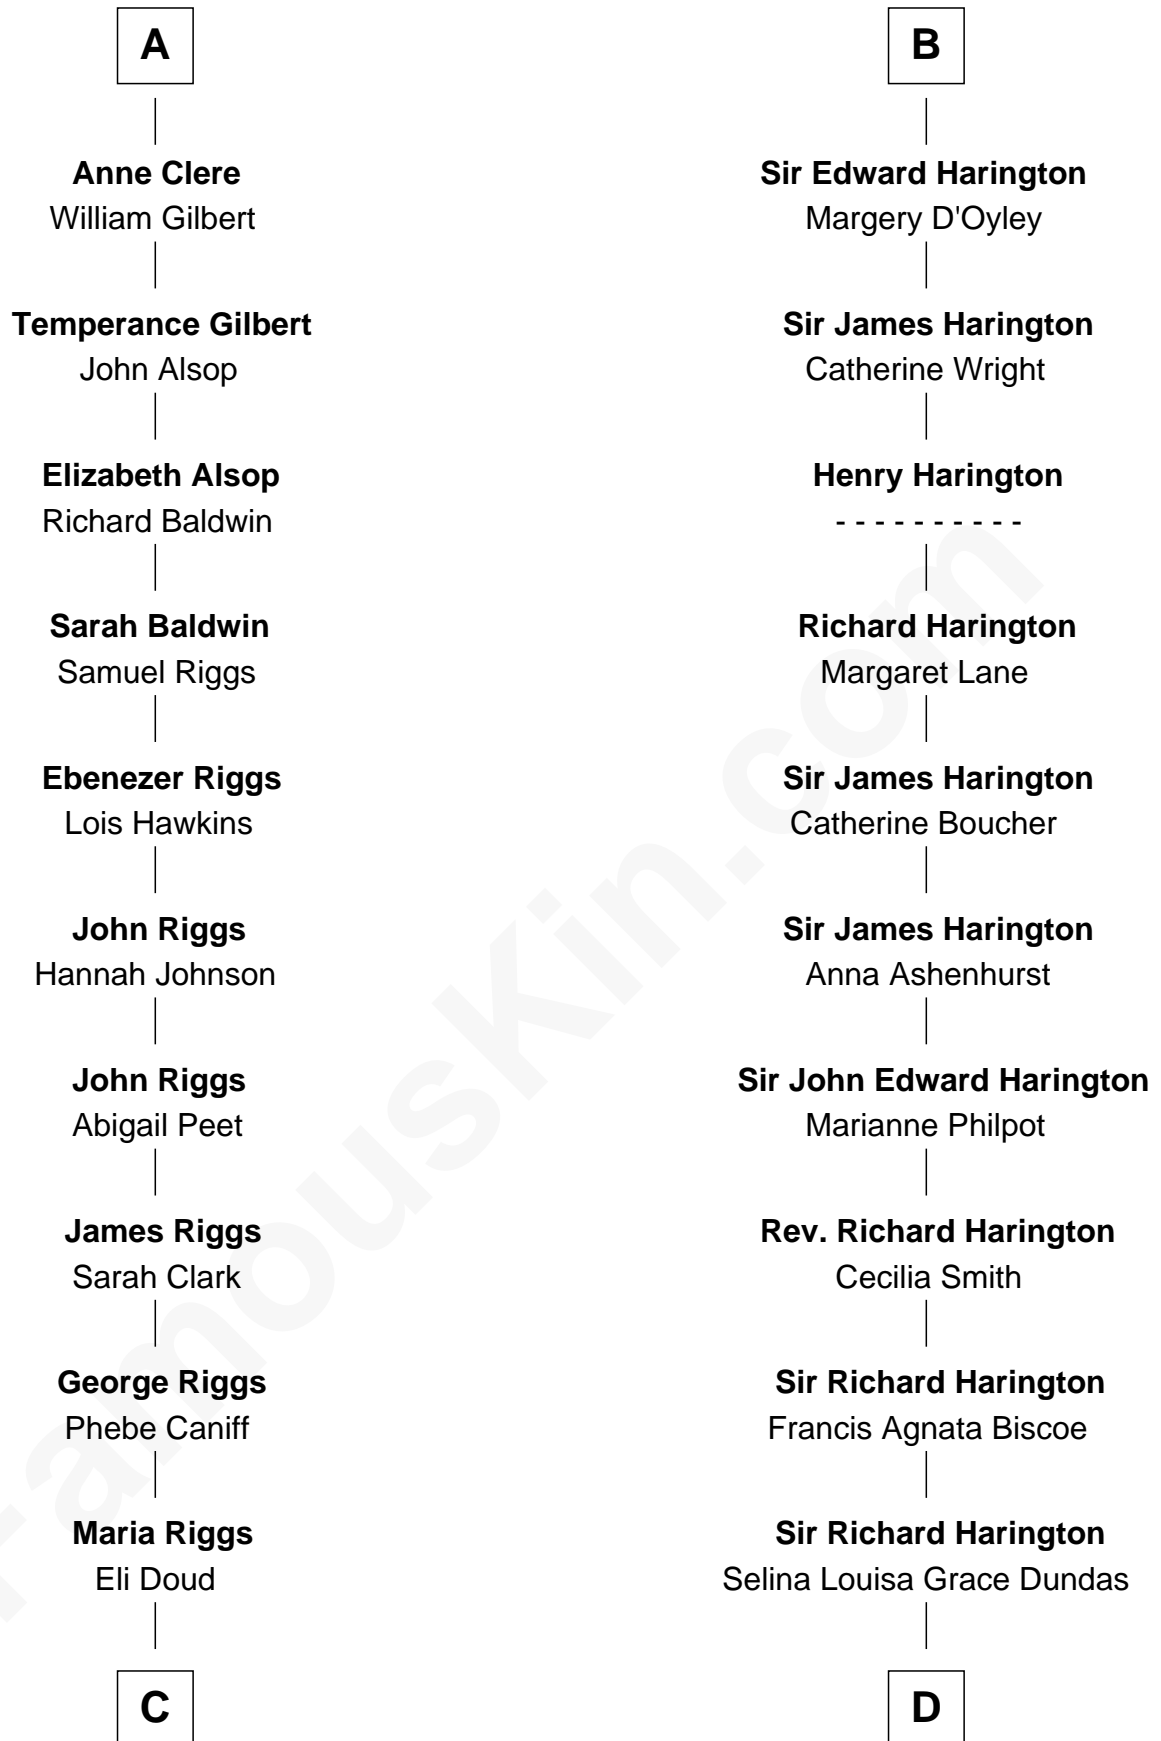 A
Anne Clere
William Gilbert
Temperance Gilbert
John Alsop
Elizabeth Alsop
Richard Baldwin
Sarah Baldwin
Samuel Riggs
Ebenezer Riggs
Lois Hawkins
John Riggs
Hannah Johnson
John Riggs
Abigail Peet
James Riggs
Sarah Clark
George Riggs
Phebe Caniff
Maria Riggs
Eli Doud
C
B
Sir Edward Harington
Margery D'Oyley
Sir James Harington
Catherine Wright
Henry Harington
- - - - - - - - - -
Richard Harington
Margaret Lane
Sir James Harington
Catherine Boucher
Sir James Harington
Anna Ashenhurst
Sir John Edward Harington
Marianne Philpot
Rev. Richard Harington
Cecilia Smith
Sir Richard Harington
Francis Agnata Biscoe
Sir Richard Harington
Selina Louisa Grace Dundas
D
FamousKin.com